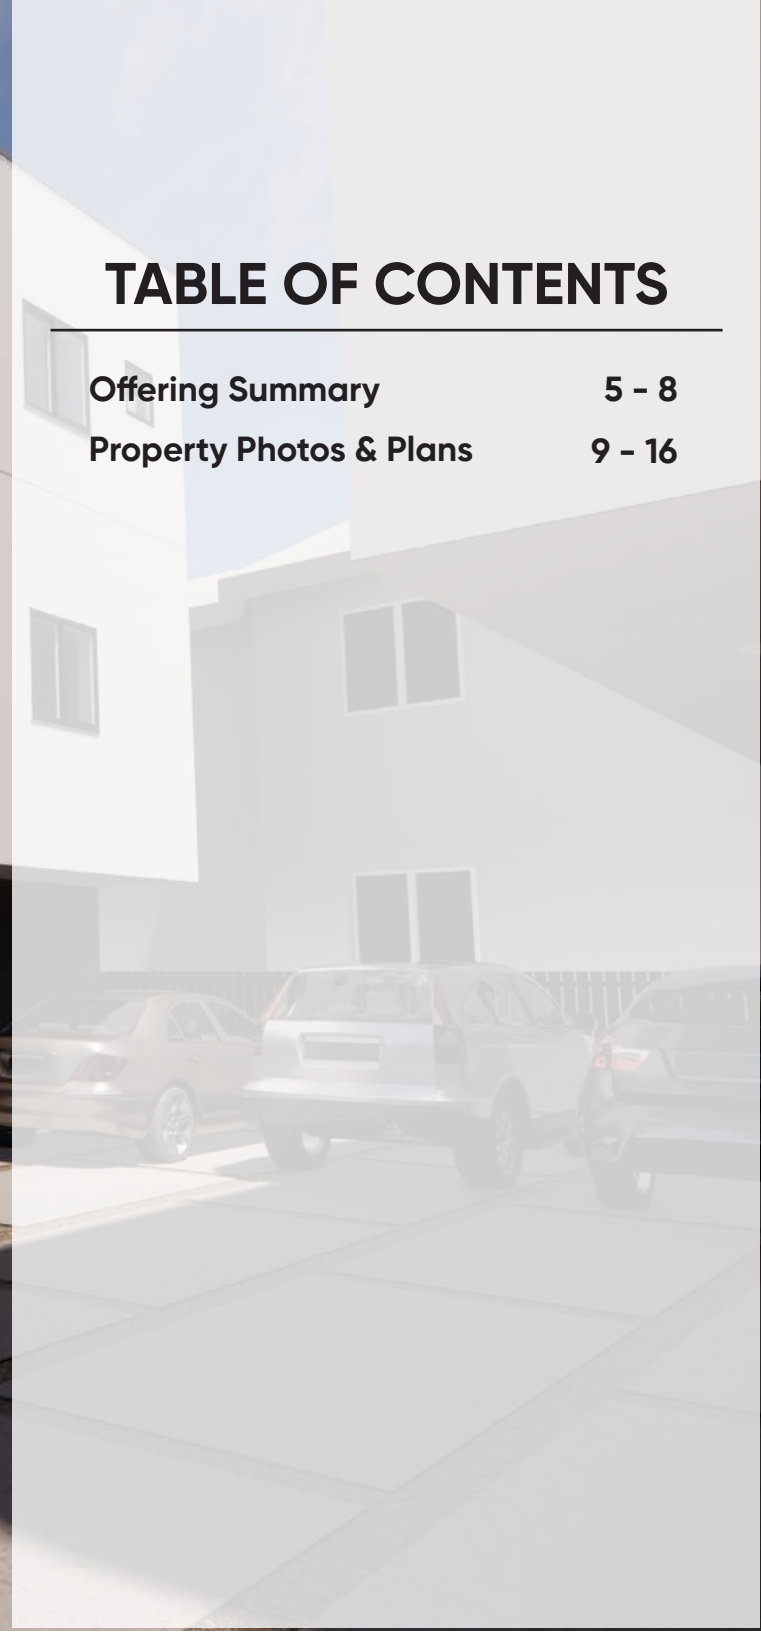 TABLE OF CONTENTS
Offering Summary 5 - 8
Property Photos & Plans 9 - 16